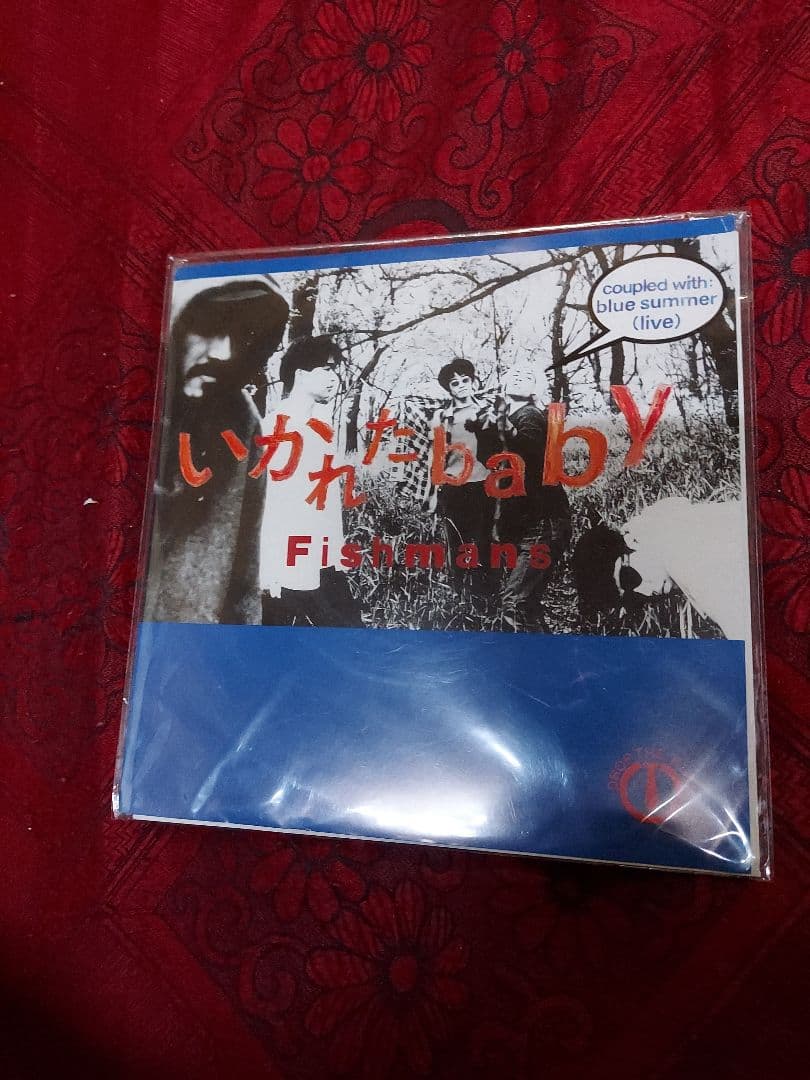 coupled with:
blue summer
(live)
いかれたbaby
Fishmans